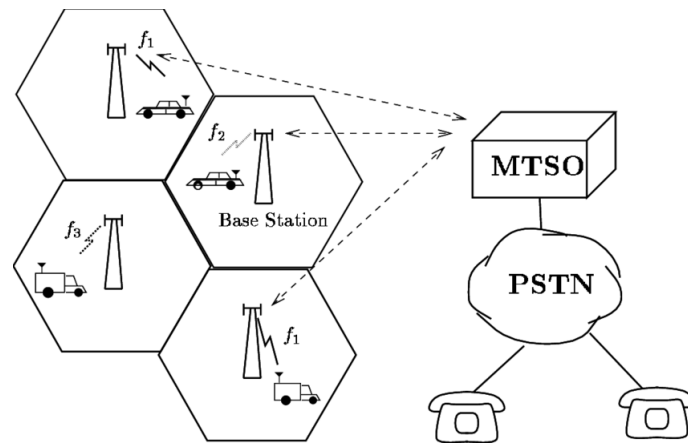 f₁
f₂
MTSO
Base Station
f₃
PSTN
f₁